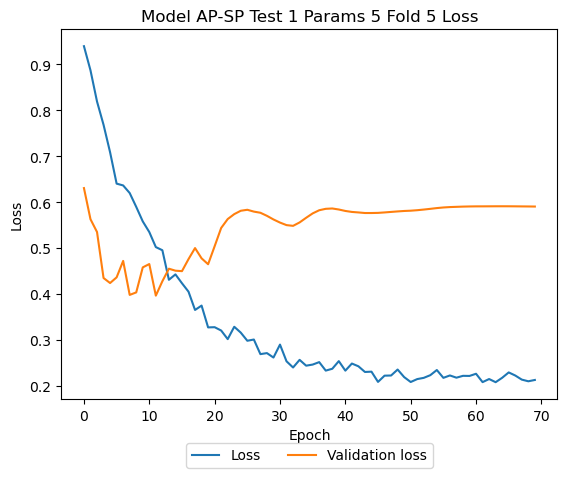 Model AP-SP Test 1 Params 5 Fold 5 Loss
0.9
0.8
0.7
0.6
0.5
0.4
0.3
0.2
Loss
0 10 20 30 40 50 60 70
Epoch
Loss Validation loss